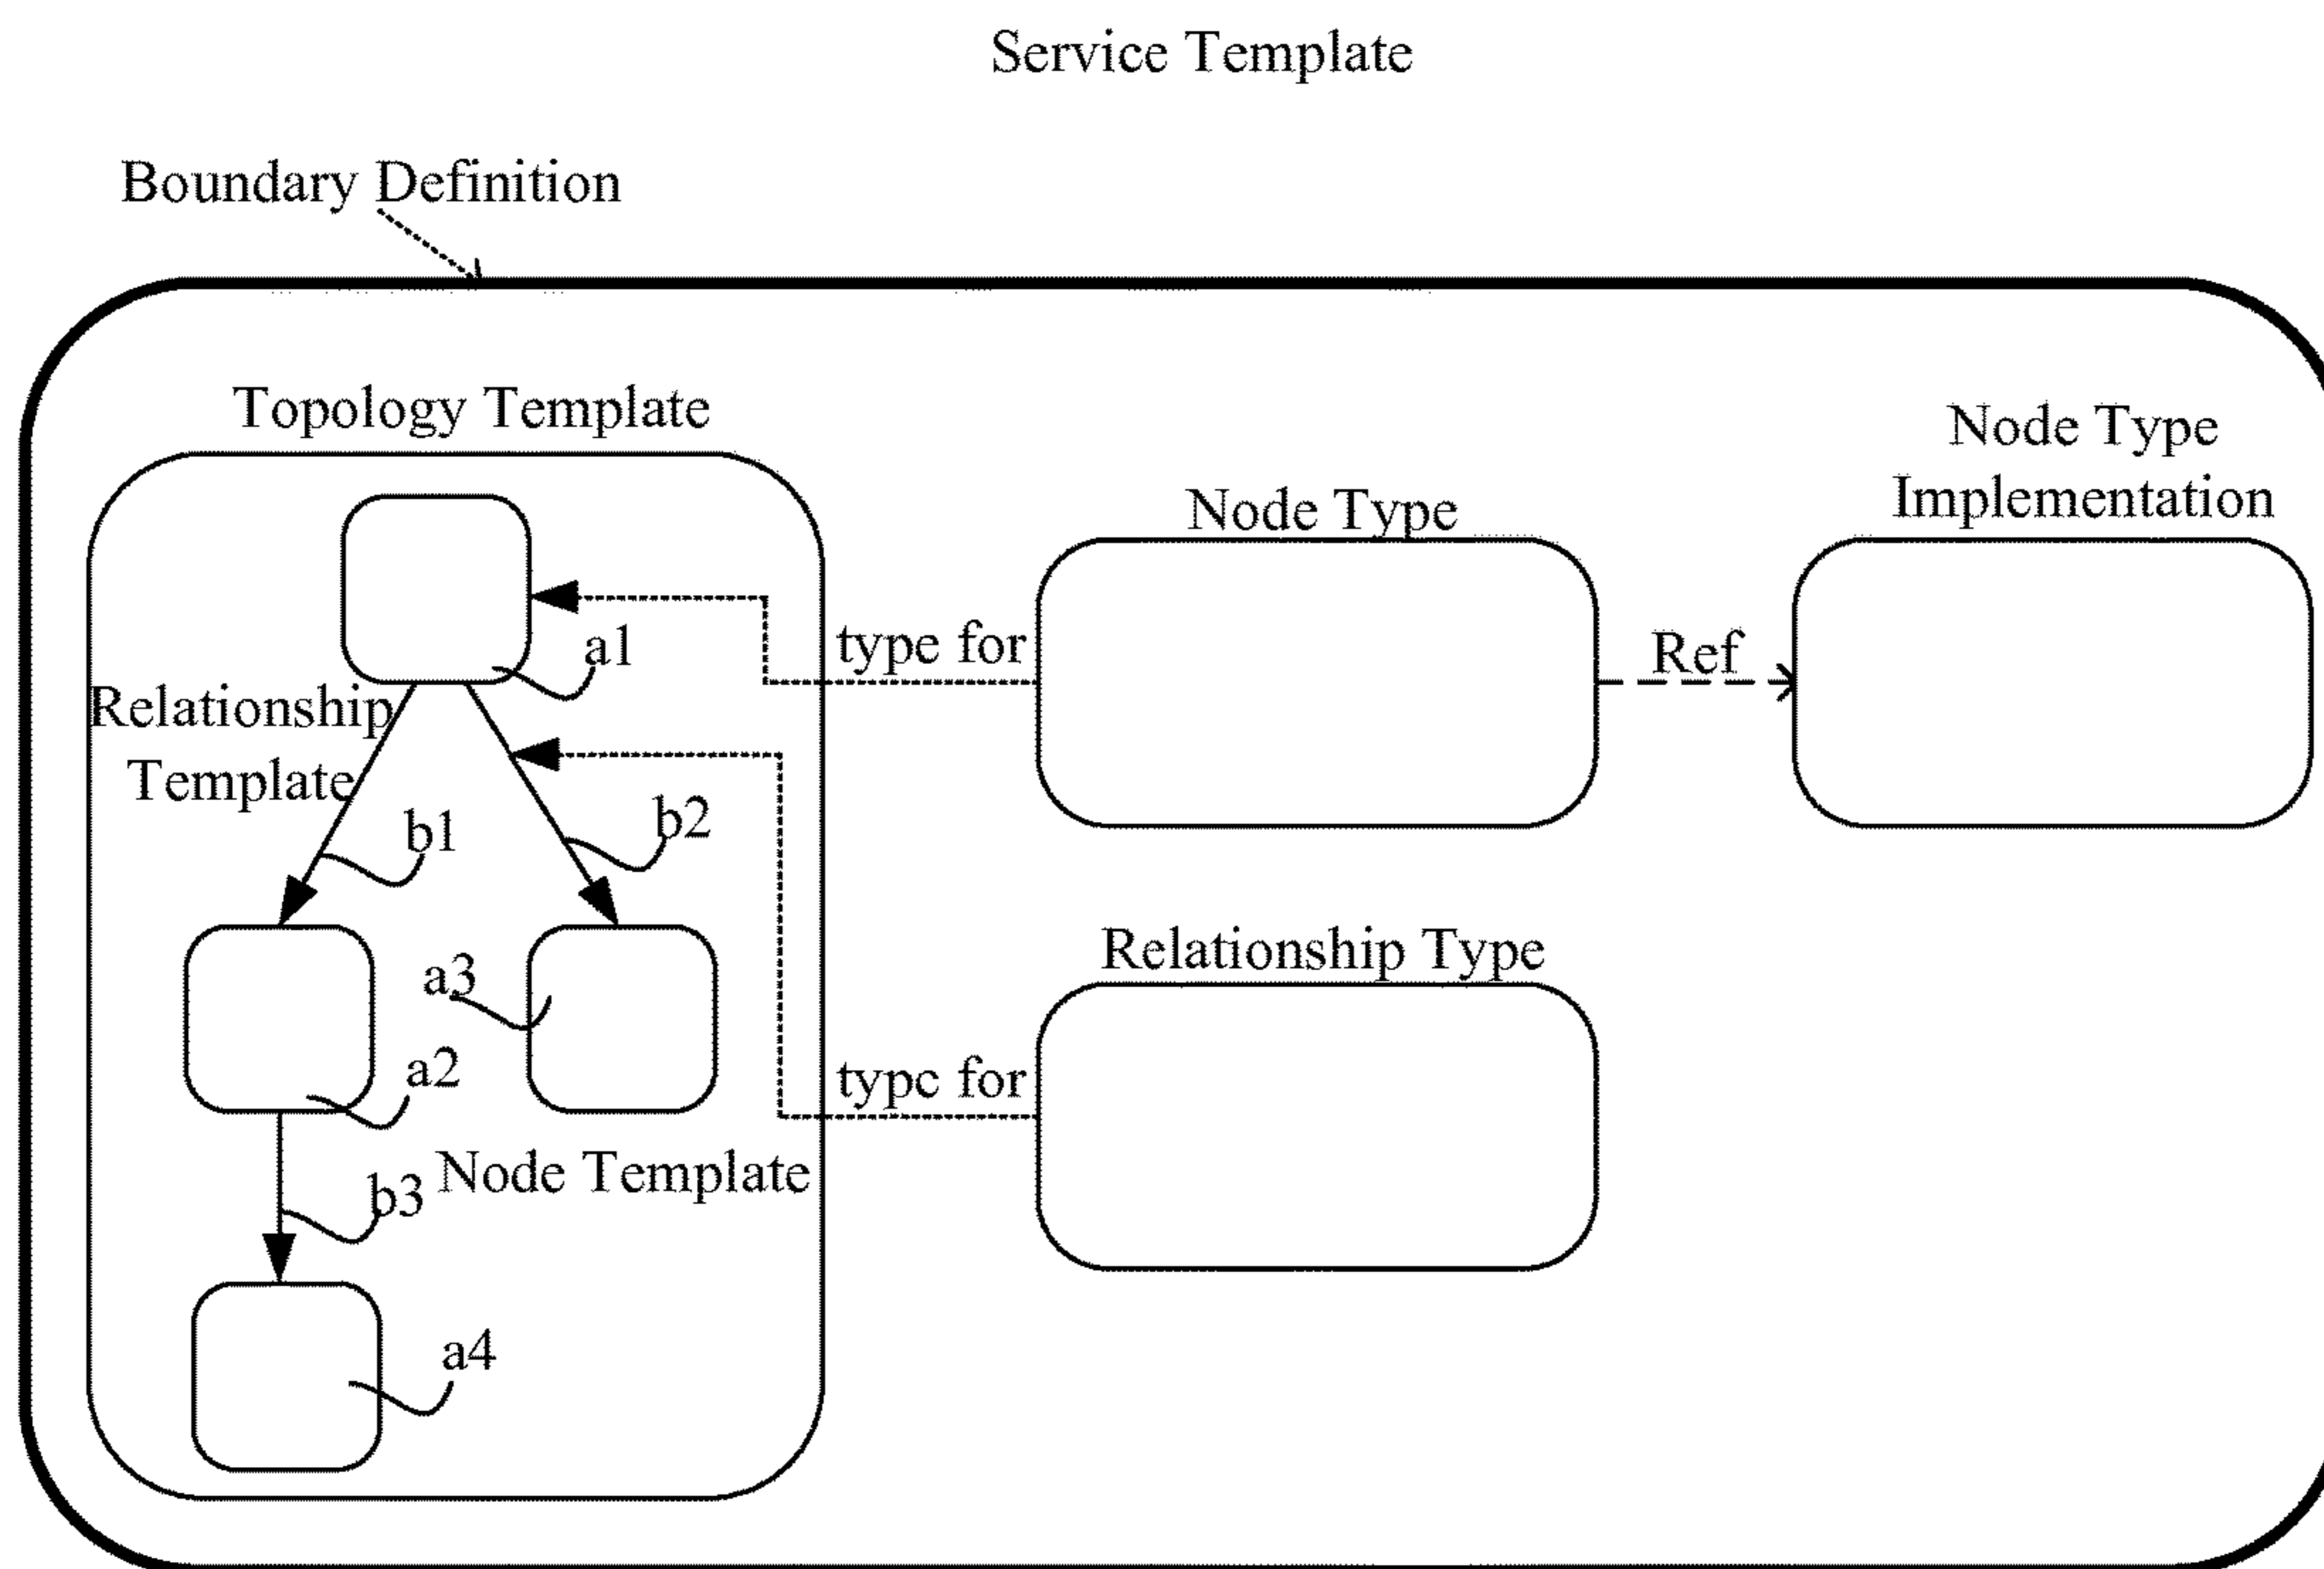 Service Template
Boundary Definition
Topology Template
Node Type
Implementation
Node Type
a1
type for
Ref
Relationship
Template
b1
b2
Relationship Type
a3
a2
type for
Node Template
b3
a4